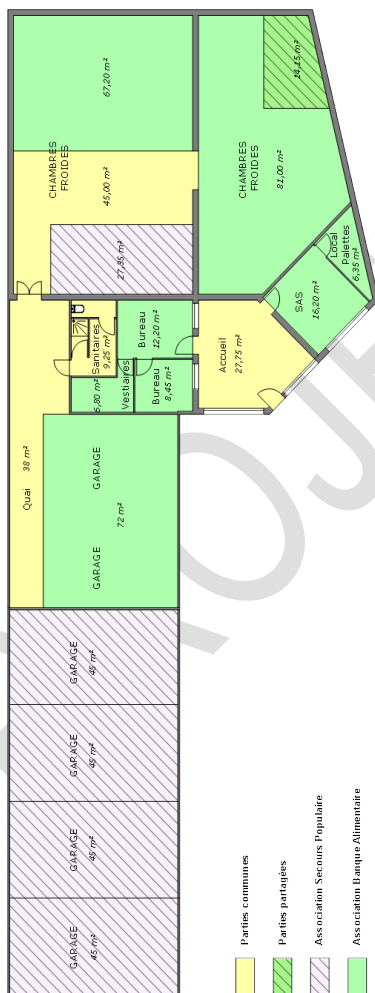 67,20 m²
14,15 m²
CHAMBRES
FROIDES
45,00 m²
CHAMBRES
FROIDES
81,00 m²
27,35 m²
Local
Palettes
6,35 m²
SAS
16,20 m²
Sanitaires
9,25 m²
Bureau
12,20 m²
Accueil
27,75 m²
6,80 m²
Vestiaires
Bureau
8,45 m²
Quai
38 m²
GARAGE
GARAGE
72 m²
GARAGE
45 m²
GARAGE
45 m²
GARAGE
45 m²
GARAGE
45 m²
Parties communes
Parties partagées
Association Secours Populaire
Association Banque Alimentaire